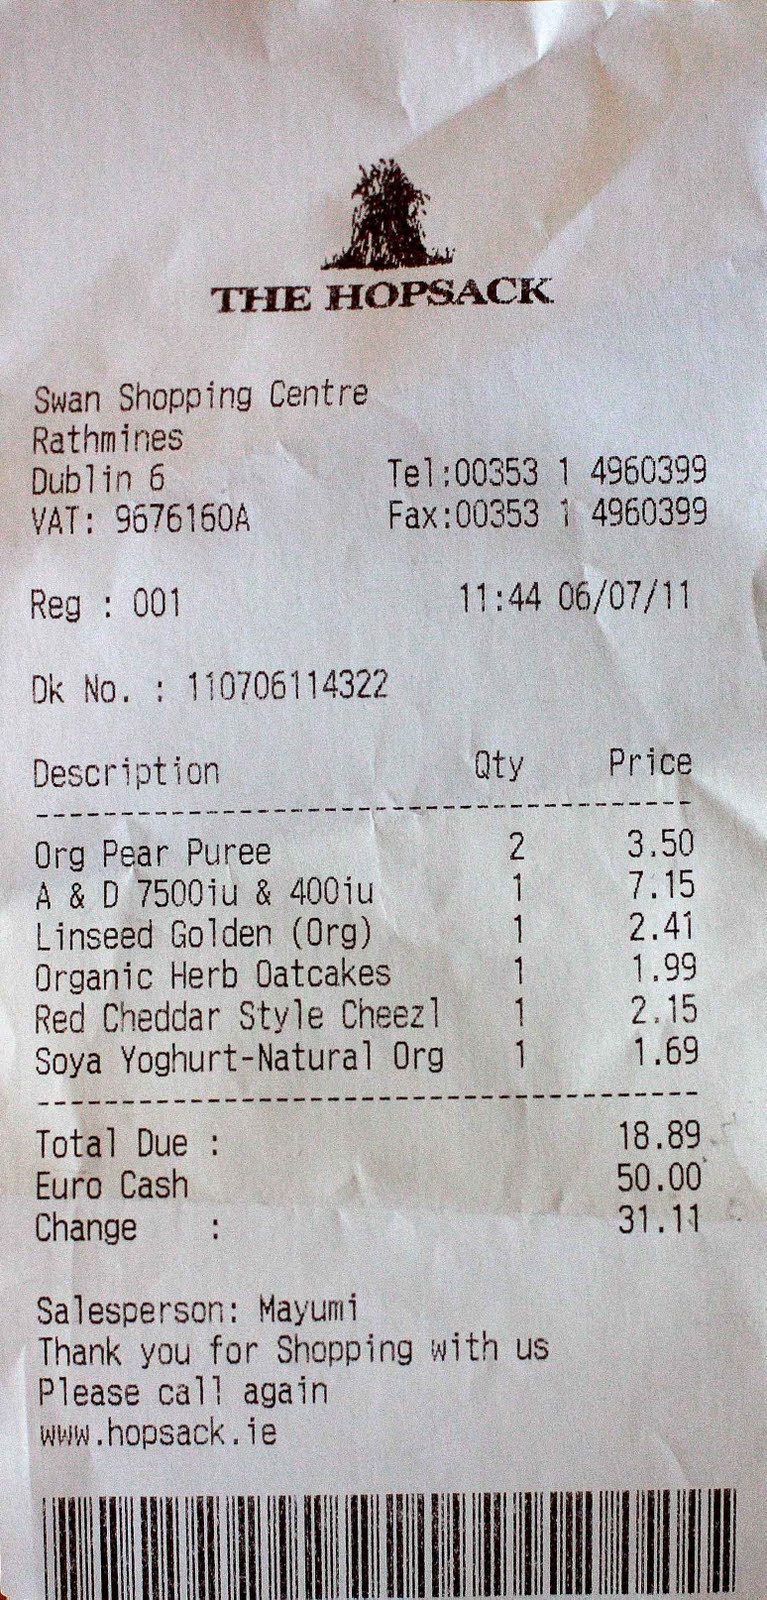 THE HOPSACK
Swan Shopping Centre
Rathmines
Dublin 6 Tel:00353 1 4960399
VAT: 9676160A Fax:00353 1 4960399
Reg : 001 11:44 06/07/11
Dk No. : 110706114322
Description Qty Price
Org Pear Puree 2 3.50
A & D 7500iu & 400iu 1 7.15
Linseed Golden (Org) 1 2.41
Organic Herb Oatcakes 1 1.99
Red Cheddar Style Cheezl 1 2.15
Soya Yoghurt-Natural Org 1 1.69
Total Due : 18.89
Euro Cash 50.00
Change : 31.11
Salesperson: Mayumi
Thank you for Shopping with us
Please call again
www.hopsack.ie